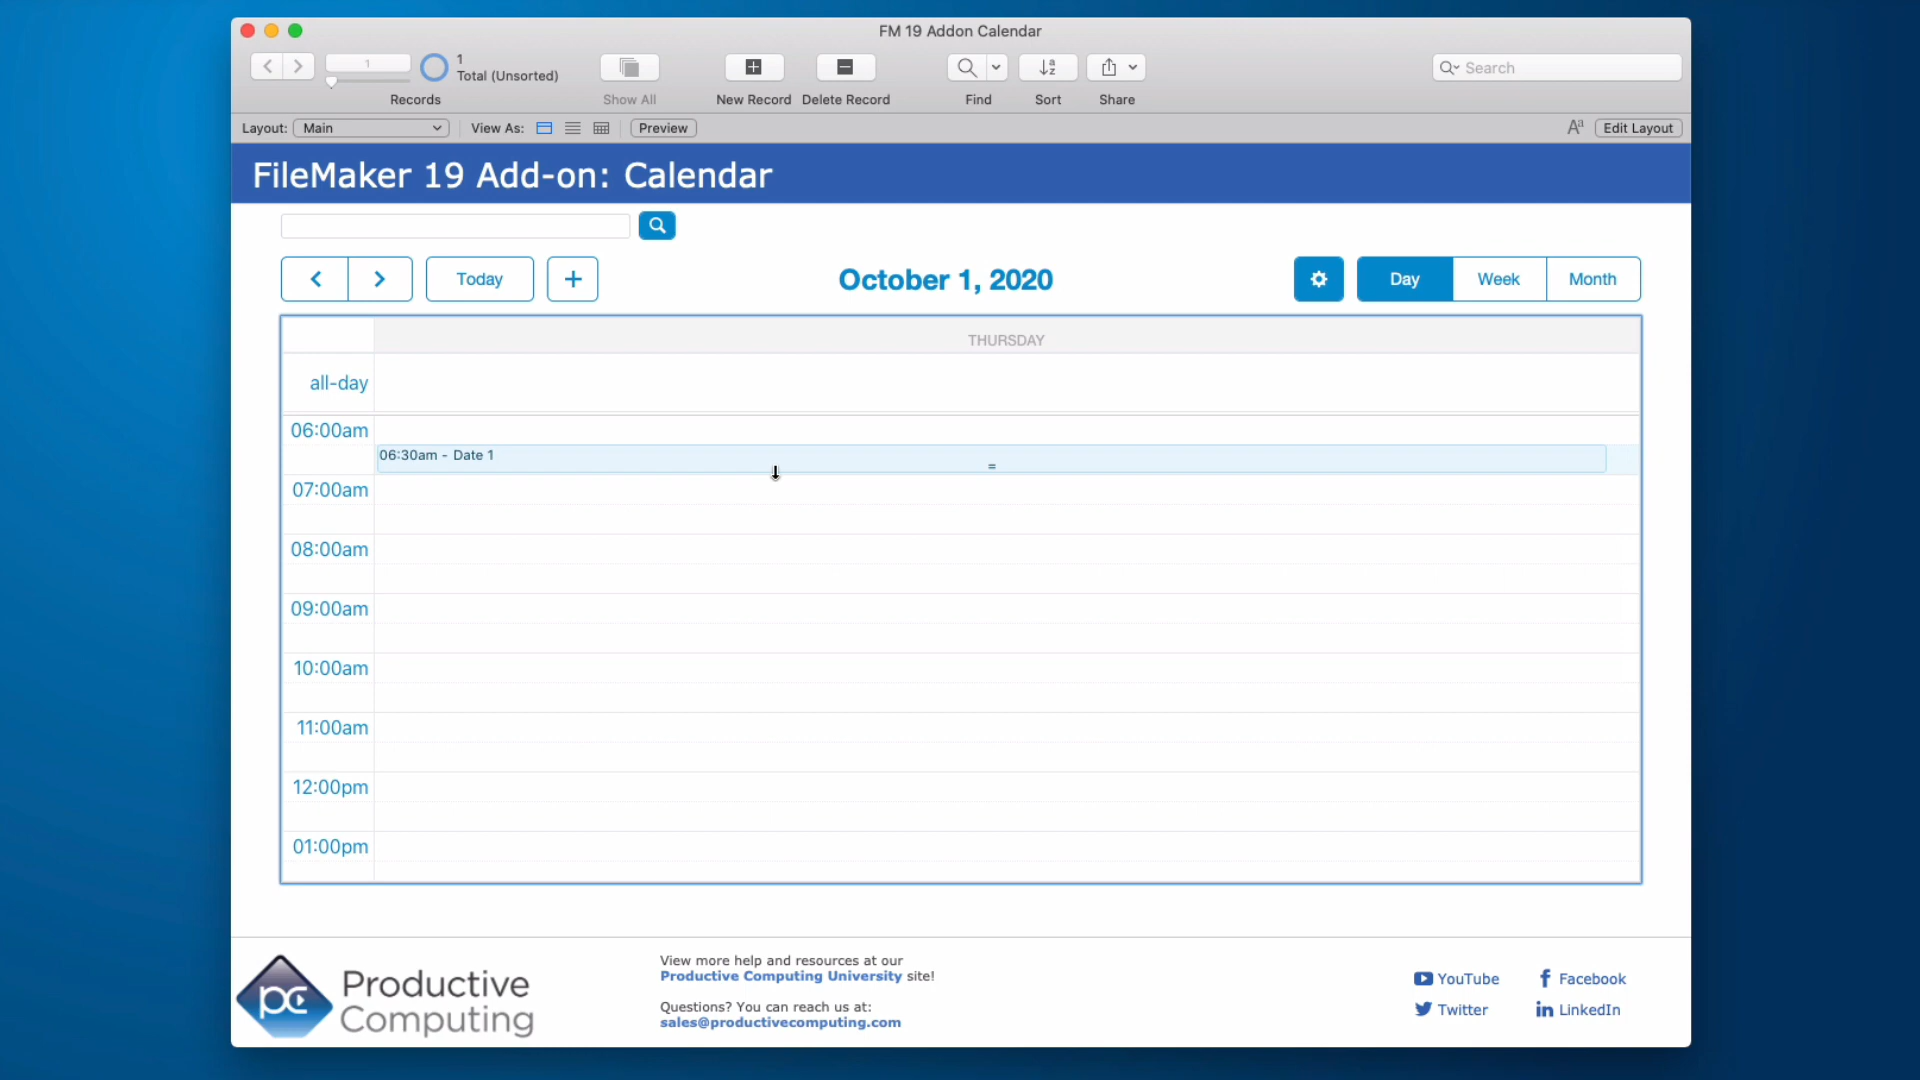 FM 19 Addon Calendar
1
1
Total (Unsorted)
Search
Records
Show All
New Record
Delete Record
Find
Sort
Share
Layout:
Main
View As:
Preview
Aa
Edit Layout
FileMaker 19 Add-on: Calendar
Today
+
October 1, 2020
Day
Week
Month
THURSDAY
all-day
06:00am
06:30am - Date 1
=
07:00am
08:00am
09:00am
10:00am
11:00am
12:00pm
01:00pm
pc
Productive
Computing
View more help and resources at our
Productive Computing University site!
Questions? You can reach us at:
sales@productivecomputing.com
YouTube
Facebook
Twitter
LinkedIn